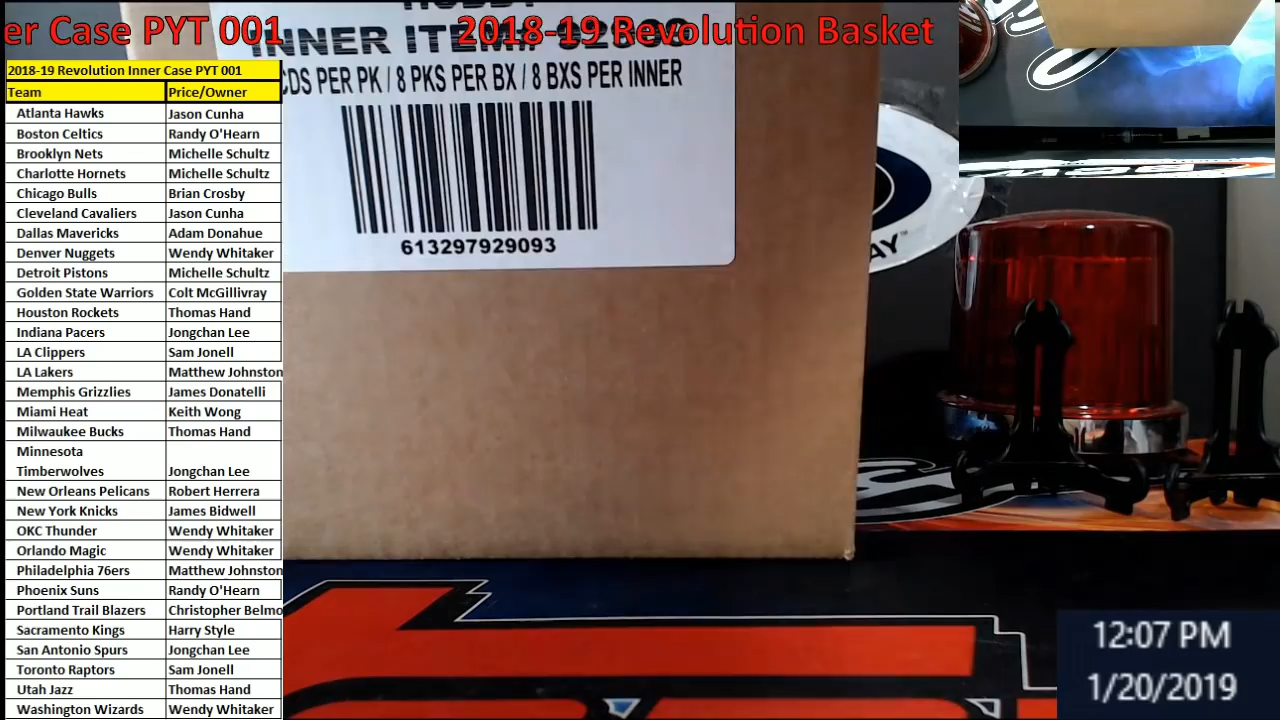 er Case PYT 001
2018-19 Revolution Basket
INNER ITEM#
CDS PER PK / 8 PKS PER BX / 8 BXS PER INNER
613297929093
2018-19 Revolution Inner Case PYT 001
Team Price/Owner
Atlanta Hawks Jason Cunha
Boston Celtics Randy O'Hearn
Brooklyn Nets Michelle Schultz
Charlotte Hornets Michelle Schultz
Chicago Bulls Brian Crosby
Cleveland Cavaliers Jason Cunha
Dallas Mavericks Adam Donahue
Denver Nuggets Wendy Whitaker
Detroit Pistons Michelle Schultz
Golden State Warriors Colt McGillivray
Houston Rockets Thomas Hand
Indiana Pacers Jongchan Lee
LA Clippers Sam Jonell
LA Lakers Matthew Johnston
Memphis Grizzlies James Donatelli
Miami Heat Keith Wong
Milwaukee Bucks Thomas Hand
Minnesota
Timberwolves Jongchan Lee
New Orleans Pelicans Robert Herrera
New York Knicks James Bidwell
OKC Thunder Wendy Whitaker
Orlando Magic Wendy Whitaker
Philadelphia 76ers Matthew Johnston
Phoenix Suns Randy O'Hearn
Portland Trail Blazers Christopher Belmo
Sacramento Kings Harry Style
San Antonio Spurs Jongchan Lee
Toronto Raptors Sam Jonell
Utah Jazz Thomas Hand
Washington Wizards Wendy Whitaker
12:07 PM
1/20/2019